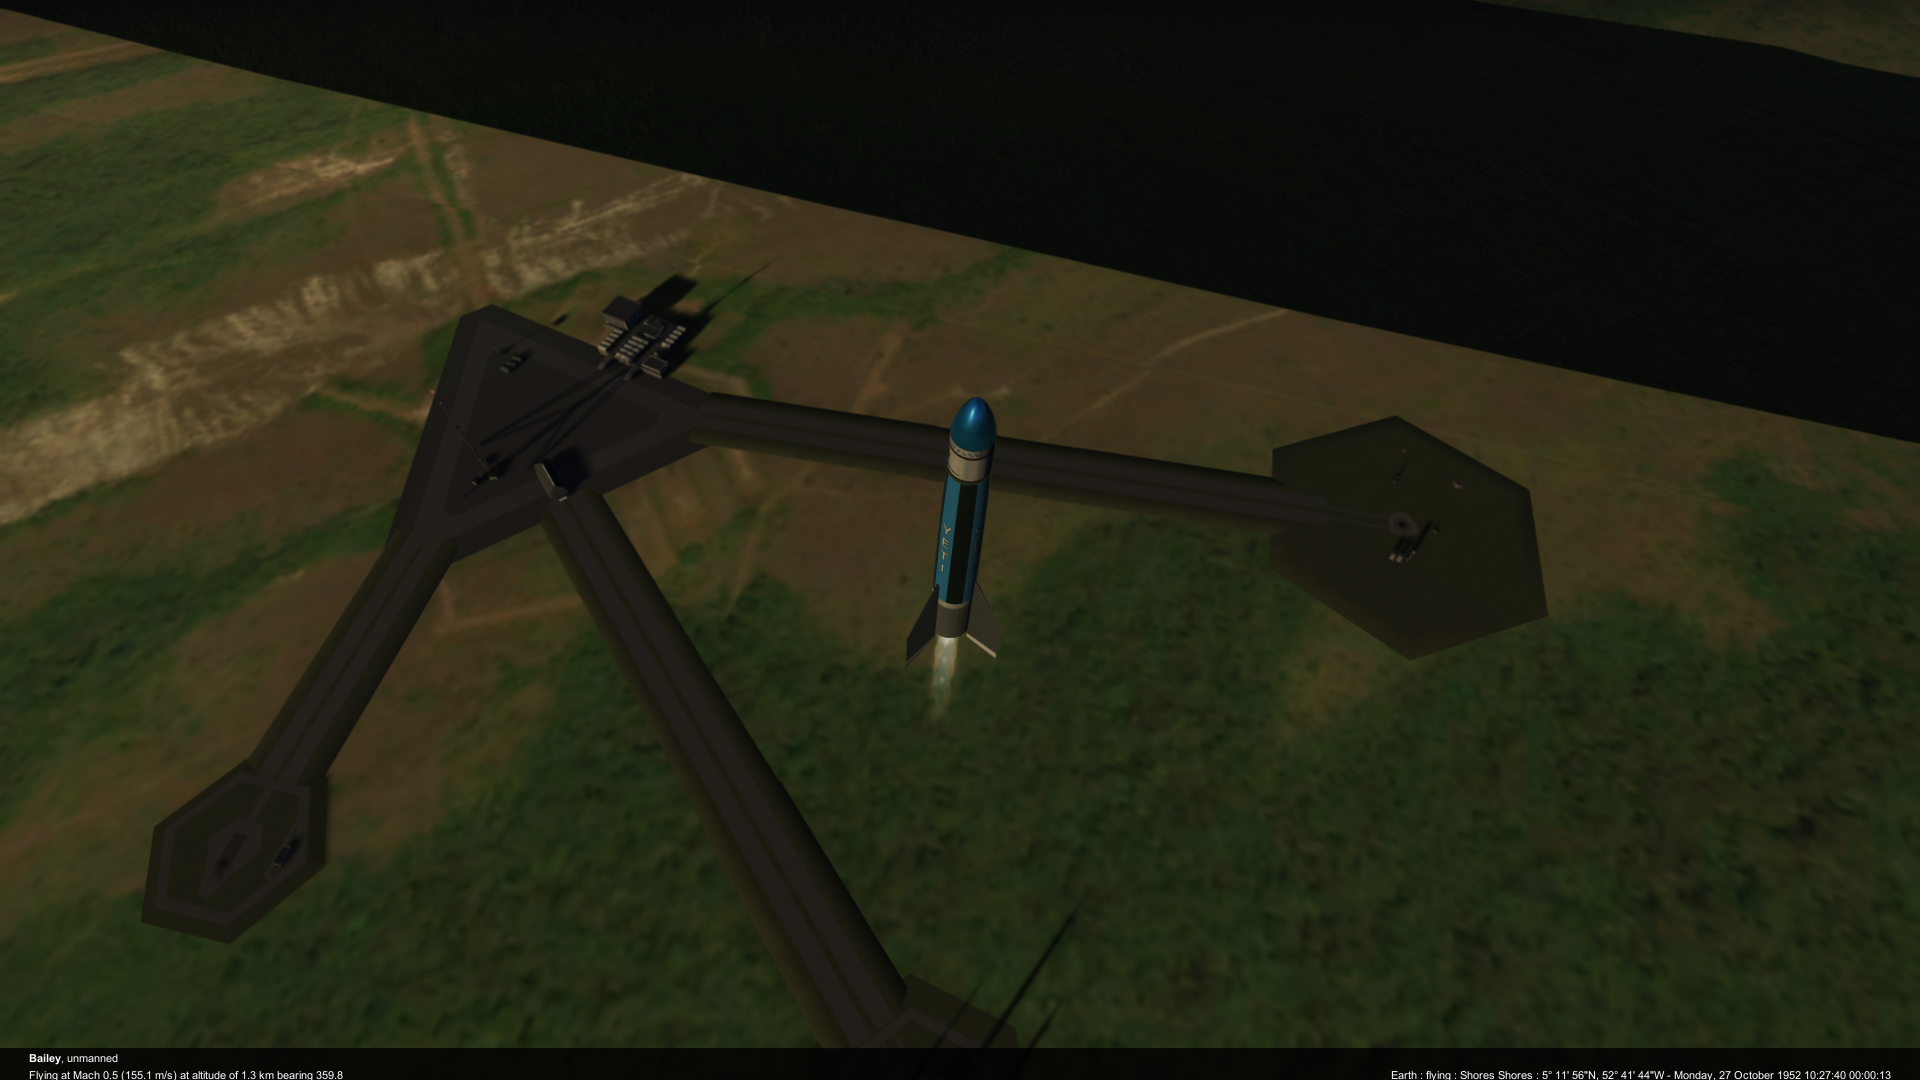 YETI
Bailey, unmanned
Flying at Mach 0.5 (155.1 m/s) at altitude of 1.3 km bearing 359.8
Earth : flying : Shores Shores : 5° 11' 56"N, 52° 41' 44"W - Monday, 27 October 1952 10:27:40 00:00:13